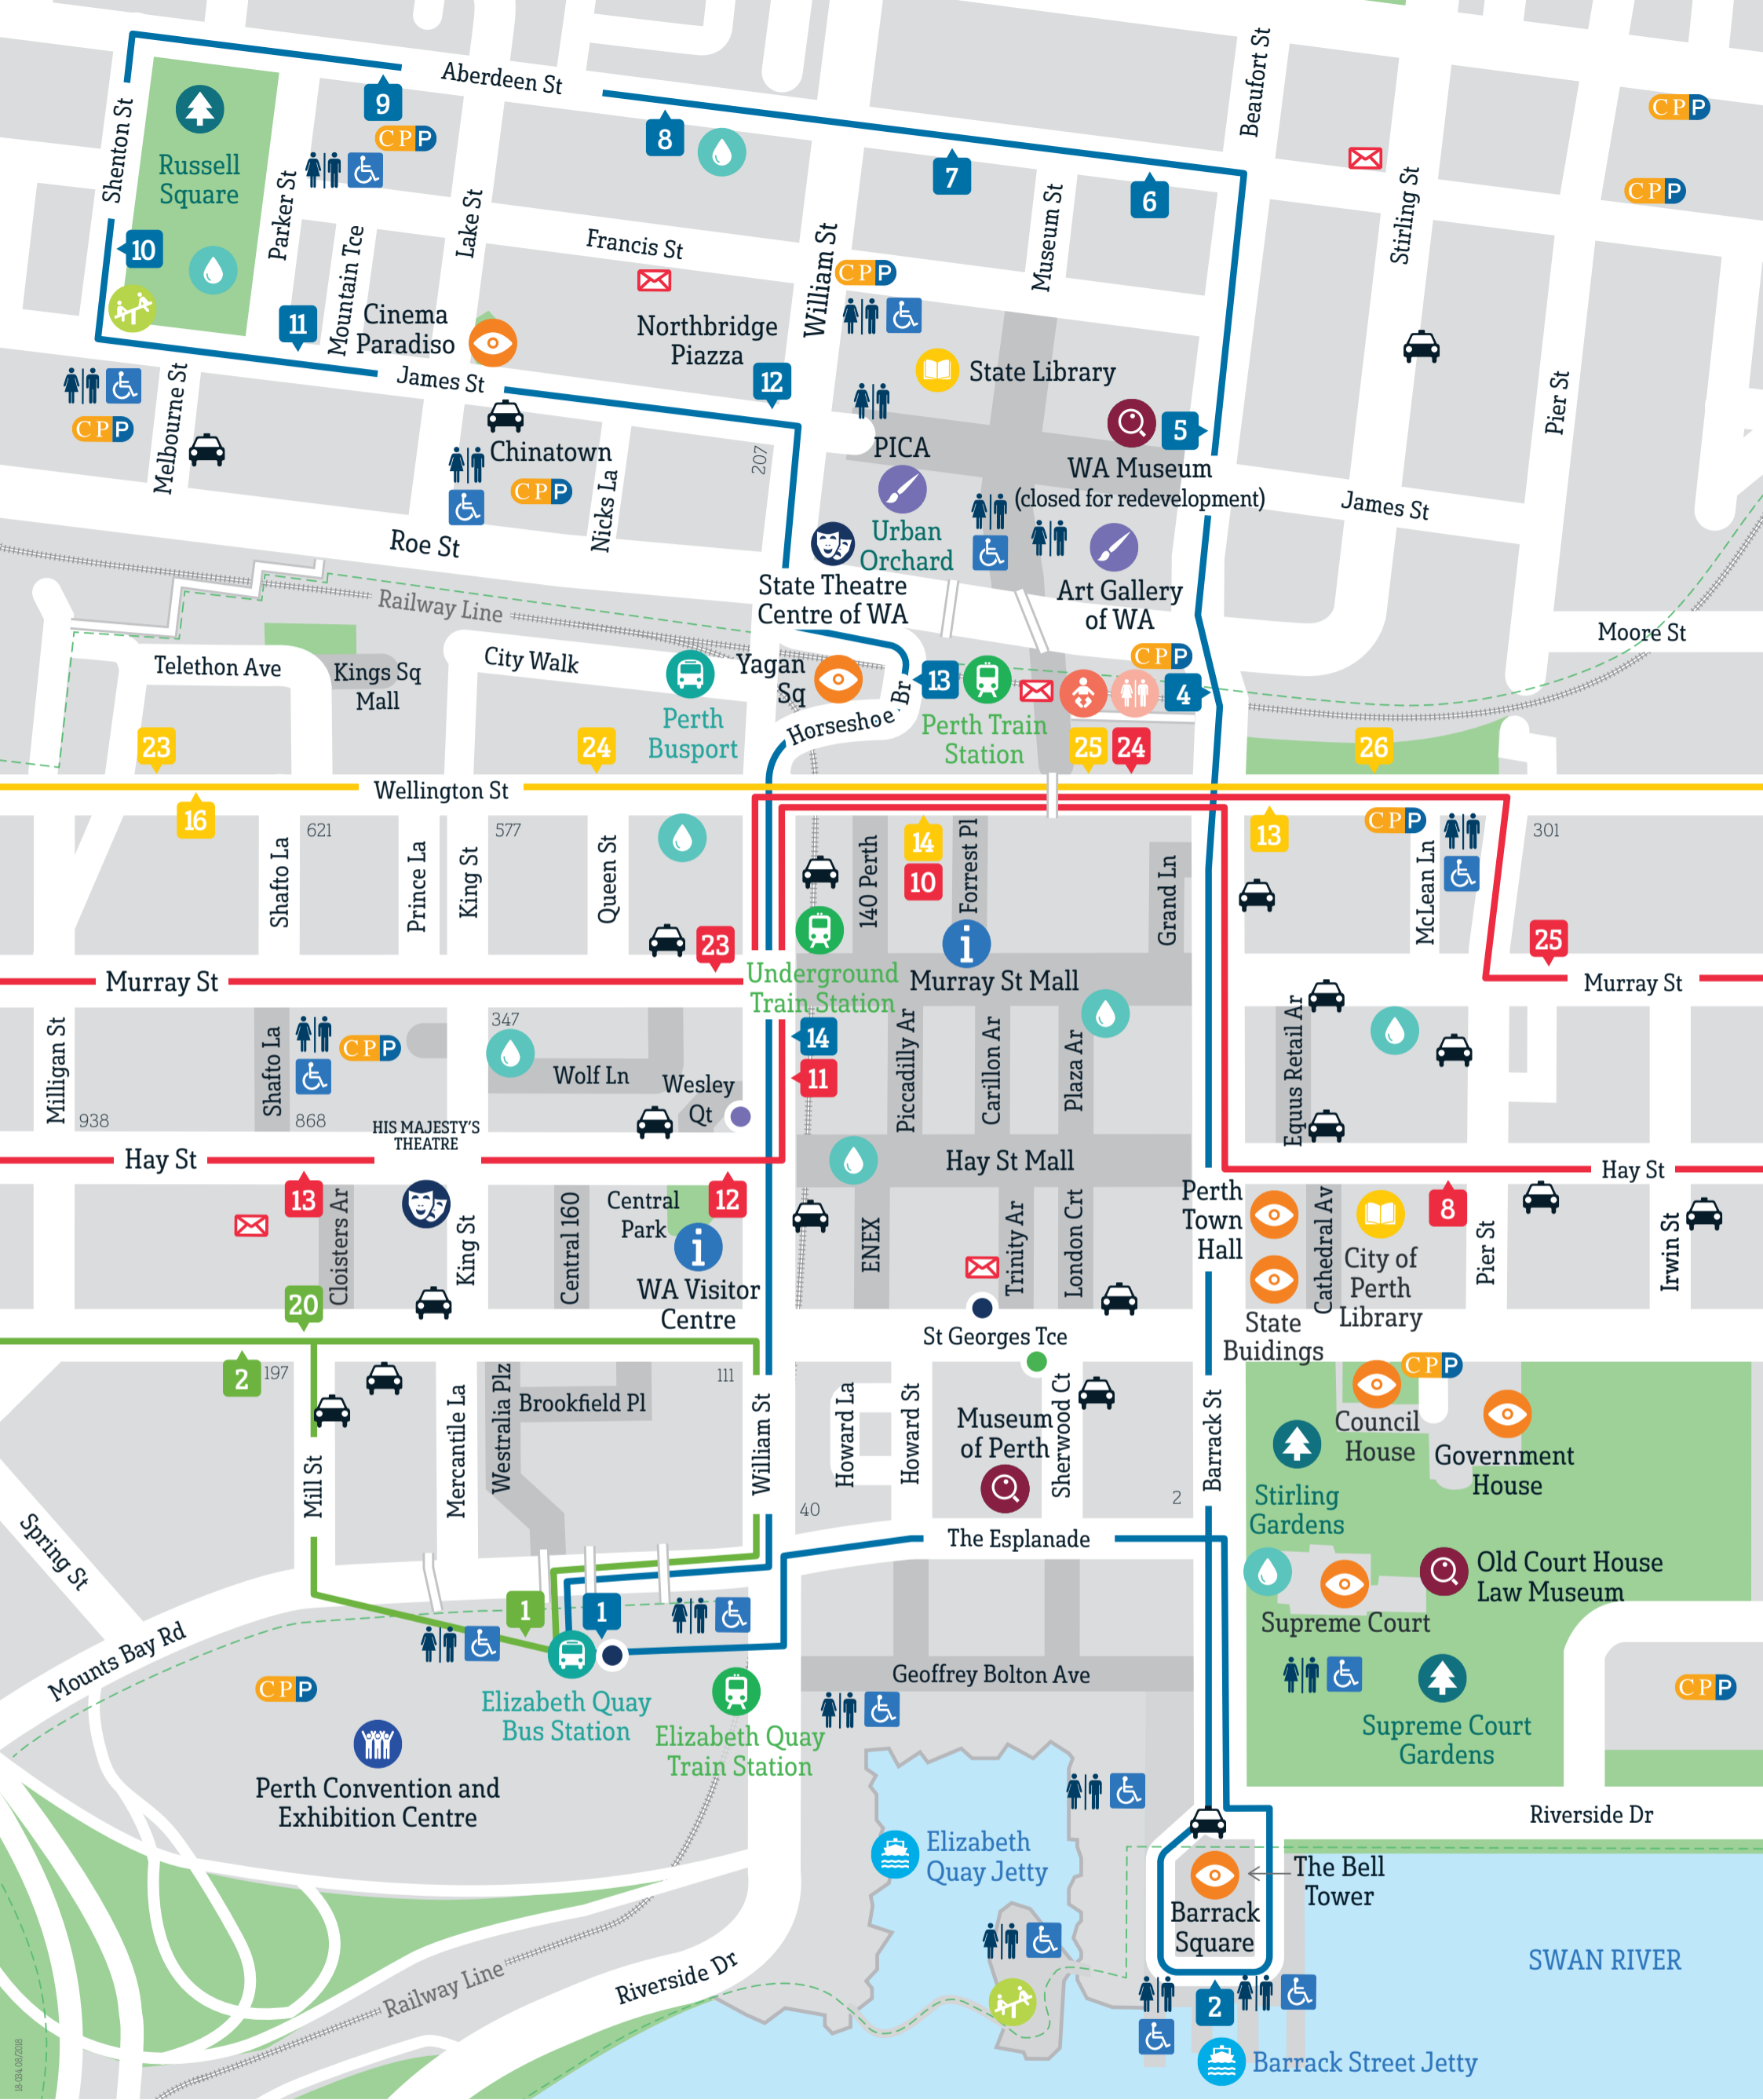 Aberdeen St
Beaufort St
9
CPP
8
CPP
Shenton St
Russell
Square
7
6
Stirling St
CPP
Parker St
Lake St
Museum St
10
Francis St
William St
CPP
Mountain Tce
11
Cinema
Paradiso
Northbridge
Piazza
12
State Library
James St
Melbourne St
CPP
Pier St
5
PICA
WA Museum
(closed for redevelopment)
Chinatown
CPP
207
Nicks La
James St
Urban
Orchard
Roe St
State Theatre
Centre of WA
Art Gallery
of WA
Railway Line
Moore St
Telethon Ave
Kings Sq
Mall
City Walk
Yagan
Sq
CPP
13
4
Horseshoe Br
Perth
Busport
Perth Train
Station
23
24
25
24
26
Wellington St
16
621
577
14
13
CPP
301
Shafto La
Prince La
King St
Queen St
140 Perth
10
Forrest Pl
Grand Ln
McLean Ln
23
25
Underground
Train Station
Murray St
Murray St Mall
Murray St
Milligan St
Shafto La
CPP
347
14
Piccadilly Ar
Carillon Ar
Plaza Ar
Equus Retail Ar
Wolf Ln
Wesley
Qt
11
938
868
HIS MAJESTY'S
THEATRE
Hay St
Hay St Mall
Hay St
13
Cloisters Ar
King St
Central 160
Central
Park
12
ENEX
Trinity Ar
London Crt
Perth
Town
Hall
Cathedral Av
8
City of
Perth
Library
Pier St
Irwin St
20
WA Visitor
Centre
St Georges Tce
State
Buidings
2
197
111
CPP
Mill St
Mercantile La
Westralia Plz
Brookfield Pl
William St
Howard La
Howard St
Museum
of Perth
Sherwood Ct
Barrack St
Council
House
Government
House
Stirling
Gardens
40
2
Spring St
The Esplanade
Old Court House
Law Museum
Supreme Court
1
1
Mounts Bay Rd
CPP
Geoffrey Bolton Ave
CPP
Elizabeth Quay
Bus Station
Elizabeth Quay
Train Station
Supreme Court
Gardens
Perth Convention and
Exhibition Centre
Riverside Dr
Elizabeth
Quay Jetty
The Bell
Tower
Barrack
Square
SWAN RIVER
Railway Line
Riverside Dr
2
Barrack Street Jetty
18-034 08/2018